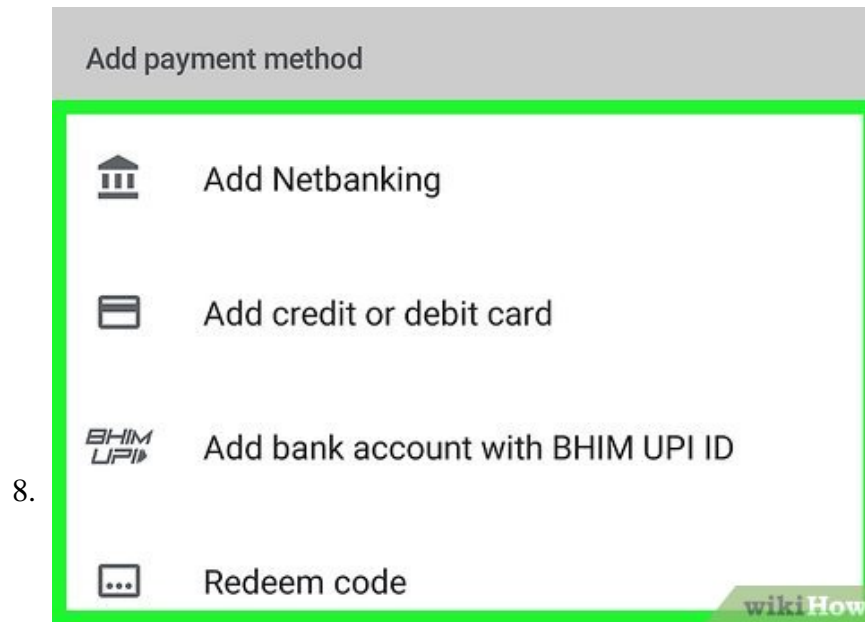 Add payment method
Add Netbanking
Add credit or debit card
BHIM
UPI
Add bank account with BHIM UPI ID
8.
Redeem code
wikiHow